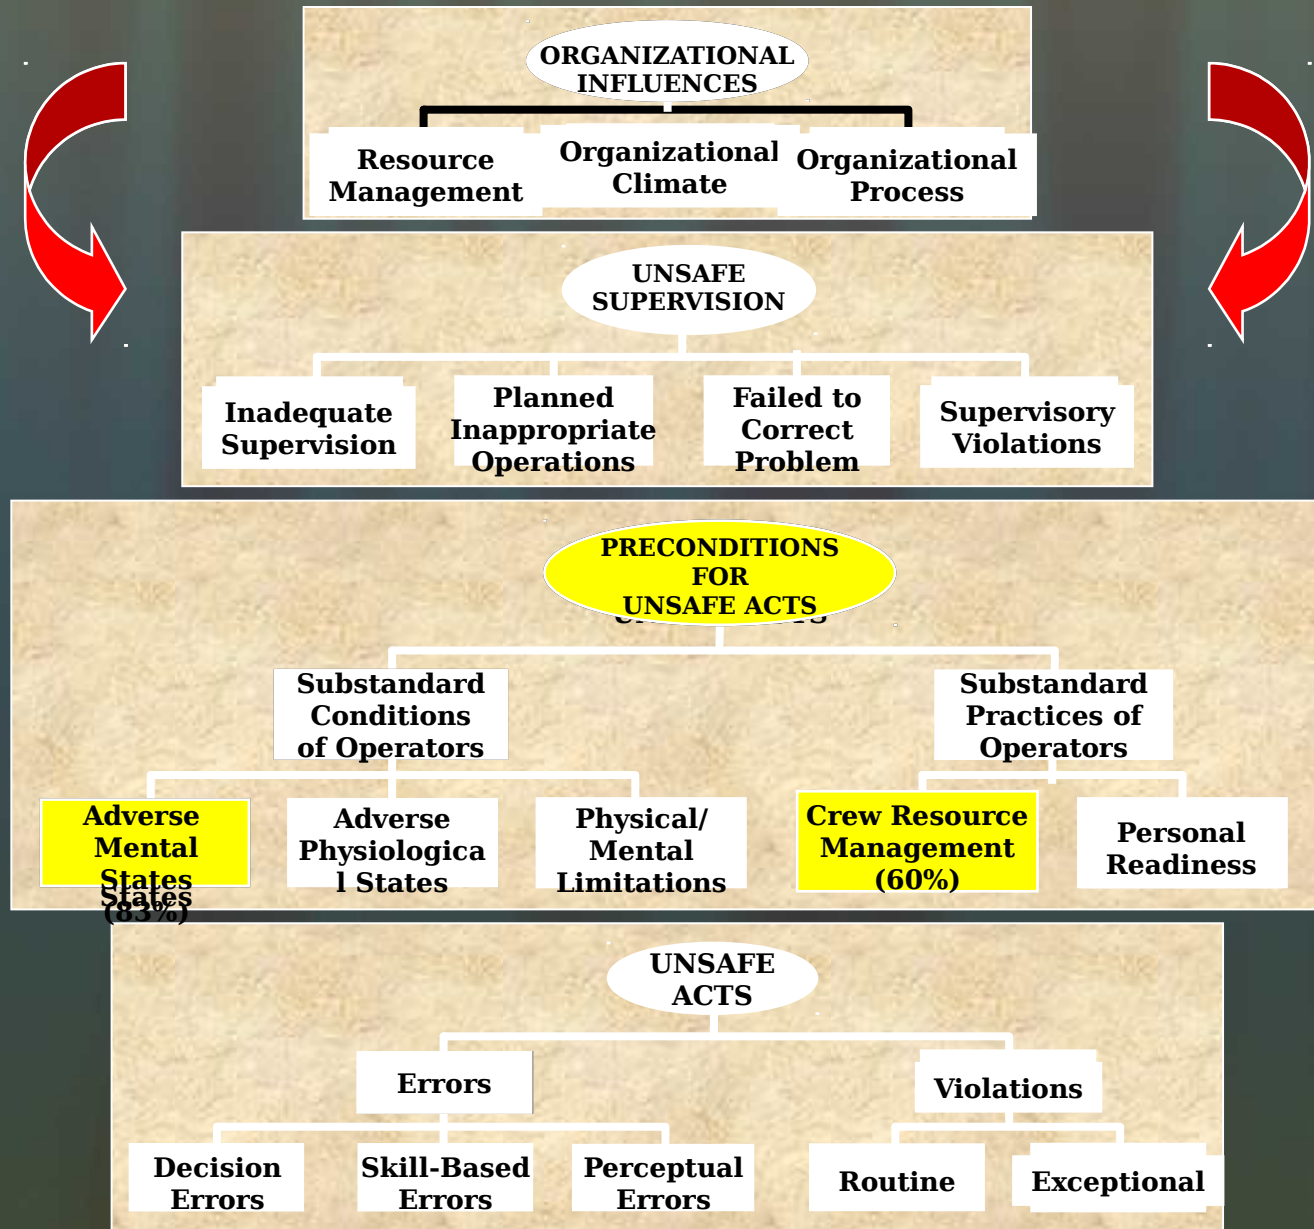 ORGANIZATIONAL
INFLUENCES
Resource
Management
Organizational
Climate
Organizational
Process
UNSAFE
SUPERVISION
Inadequate
Supervision
Planned
Inappropriate
Operations
Failed to
Correct
Problem
Supervisory
Violations
PRECONDITIONS
FOR
UNSAFE ACTS
Substandard
Conditions
of Operators
Substandard
Practices of
Operators
Adverse
Mental
States
States
(83%)
Adverse
Physiologica
l States
Physical/
Mental
Limitations
Crew Resource
Management
(60%)
Personal
Readiness
UNSAFE
ACTS
Errors
Violations
Decision
Errors
Skill-Based
Errors
Perceptual
Errors
Routine
Exceptional